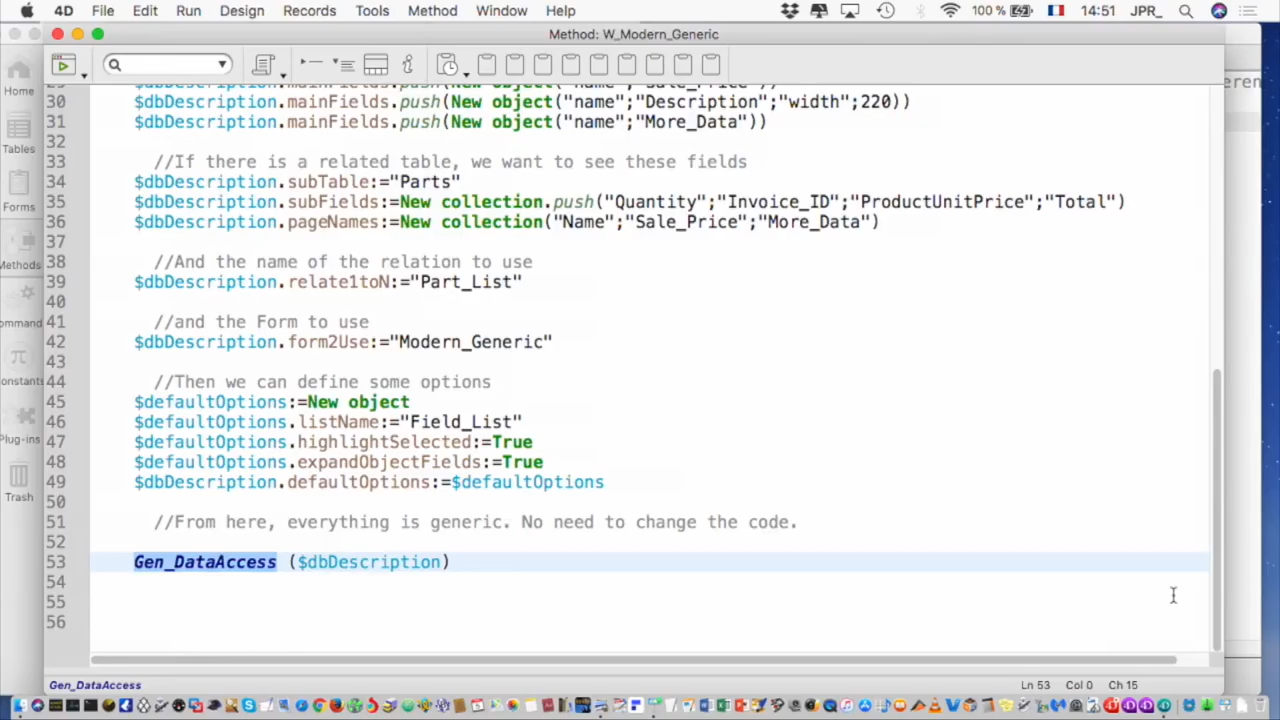 4D File Edit Run Design Records Tools Method Window Help 100 % 14:51 JPR_
Method: W_Modern_Generic
Home
Tables
Forms
Methods
Trash
30 $dbDescription.mainFields.push(New object("name";"Description";"width";220))
31 $dbDescription.mainFields.push(New object("name";"More_Data"))
32
33 //If there is a related table, we want to see these fields
34 $dbDescription.subTable:="Parts"
35 $dbDescription.subFields:=New collection.push("Quantity";"Invoice_ID";"ProductUnitPrice";"Total")
36 $dbDescription.pageNames:=New collection("Name";"Sale_Price";"More_Data")
37
38 //And the name of the relation to use
39 $dbDescription.relate1toN:="Part_List"
40
41 //and the Form to use
42 $dbDescription.form2Use:="Modern_Generic"
43
44 //Then we can define some options
45 $defaultOptions:=New object
46 $defaultOptions.listName:="Field_List"
47 $defaultOptions.highlightSelected:=True
48 $defaultOptions.expandObjectFields:=True
49 $dbDescription.defaultOptions:=$defaultOptions
50
51 //From here, everything is generic. No need to change the code.
52
53 Gen_DataAccess ($dbDescription)
54
55
56
Gen_DataAccess
Ln 53 Col 0 Ch 15